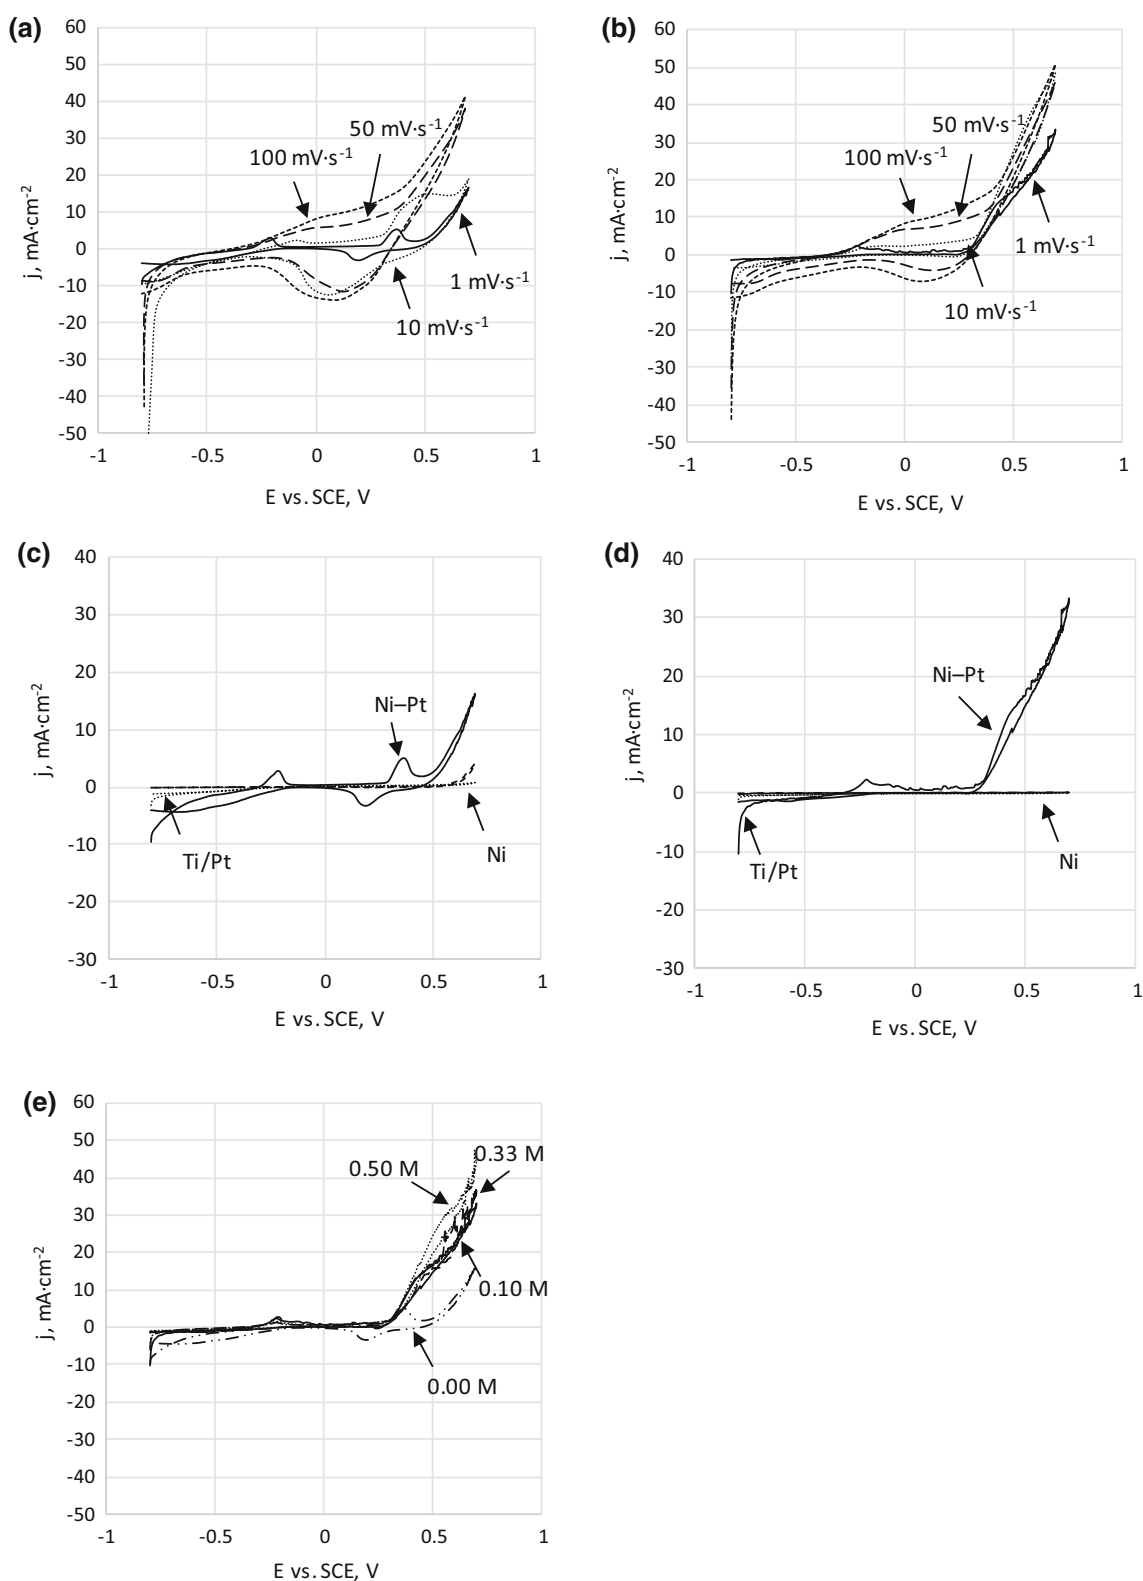 (a)
60
50
40
30
20
10
0
-10
-20
-30
-40
-50
-1
-0.5
0
0.5
1
j, mA·cm-2
E vs. SCE, V
50 mV·s-1
100 mV·s-1
1 mV·s-1
10 mV·s-1
(b)
60
50
40
30
20
10
0
-10
-20
-30
-40
-50
-1
-0.5
0
0.5
1
j, mA·cm-2
E vs. SCE, V
50 mV·s-1
100 mV·s-1
1 mV·s-1
10 mV·s-1
(c)
40
30
20
10
0
-10
-20
-30
-1
-0.5
0
0.5
1
j, mA·cm-2
E vs. SCE, V
Ni–Pt
Ti/Pt
Ni
(d)
40
30
20
10
0
-10
-20
-30
-1
-0.5
0
0.5
1
j, mA·cm-2
E vs. SCE, V
Ni–Pt
Ti/Pt
Ni
(e)
60
50
40
30
20
10
0
-10
-20
-30
-40
-50
-1
-0.5
0
0.5
1
j, mA·cm-2
E vs. SCE, V
0.50 M
0.33 M
0.10 M
0.00 M